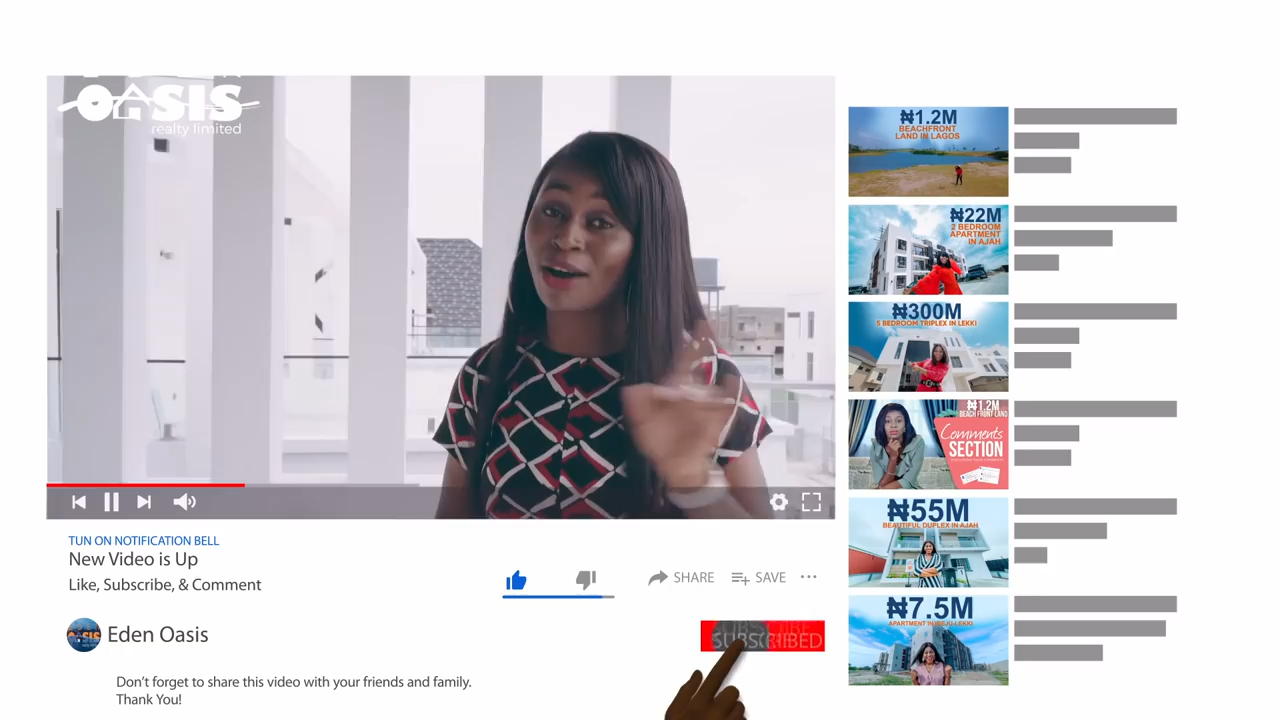 OASIS
realty limited
TUN ON NOTIFICATION BELL
New Video is Up
Like, Subscribe, & Comment
SHARE
SAVE
Eden Oasis
SUBSCRIBED
Don't forget to share this video with your friends and family.
Thank You!
₦1.2M
BEACHFRONT
LAND IN LAGOS
₦22M
2 BEDROOM
APARTMENT
IN AJAH
₦300M
5 BEDROOM TRIPLEX IN LEKKI
₦1.2M
BEACH FRONT LAND
Comments
SECTION
₦55M
BEAUTIFUL DUPLEX IN AJAH
₦7.5M